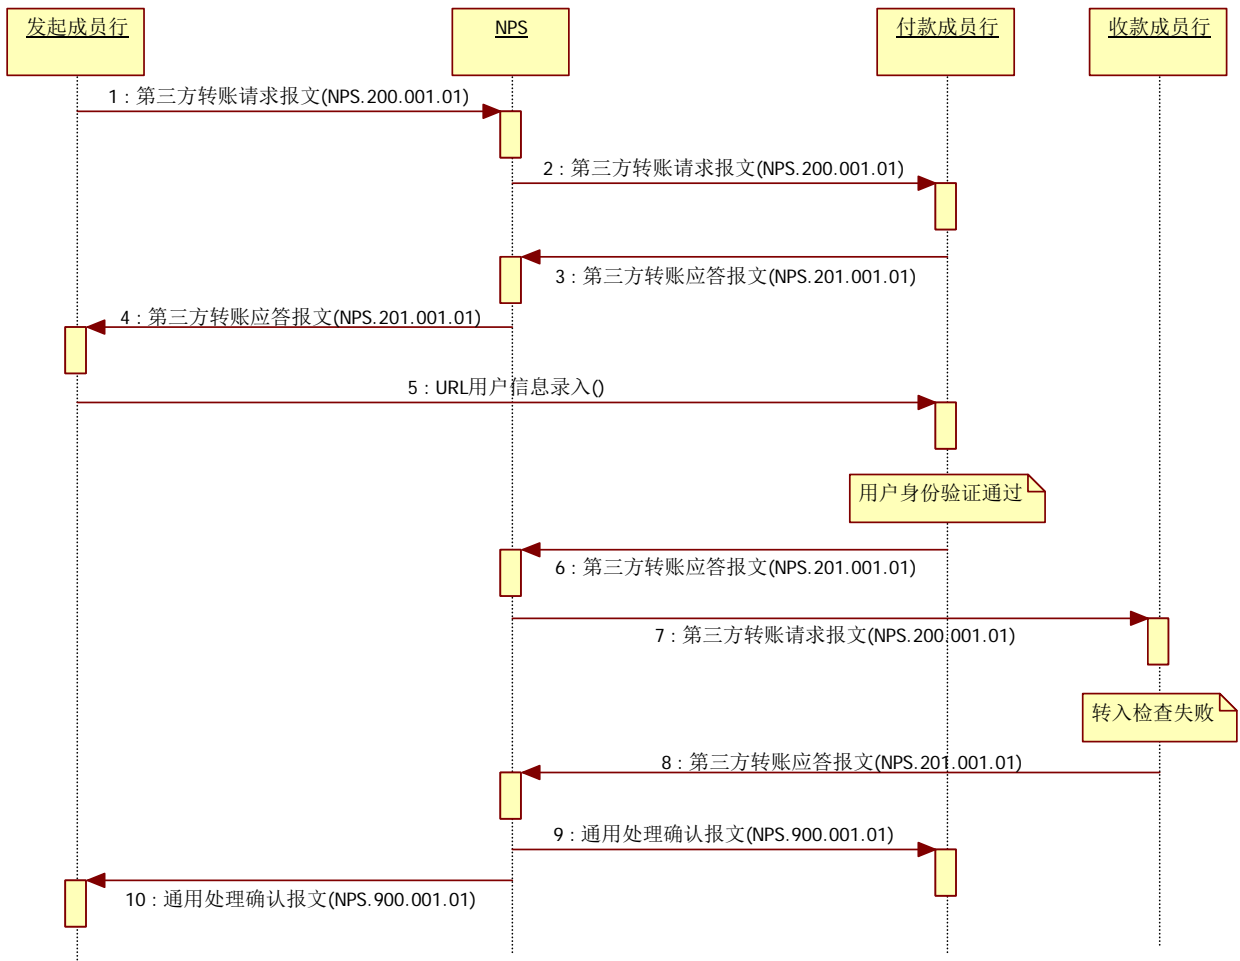 发起成员行
NPS
付款成员行
收款成员行
1 : 第三方转账请求报文(NPS.200.001.01)
2 : 第三方转账请求报文(NPS.200.001.01)
3 : 第三方转账应答报文(NPS.201.001.01)
4 : 第三方转账应答报文(NPS.201.001.01)
5 : URL用户信息录入()
用户身份验证通过
6 : 第三方转账应答报文(NPS.201.001.01)
7 : 第三方转账请求报文(NPS.200.001.01)
转入检查失败
8 : 第三方转账应答报文(NPS.201.001.01)
9 : 通用处理确认报文(NPS.900.001.01)
10 : 通用处理确认报文(NPS.900.001.01)